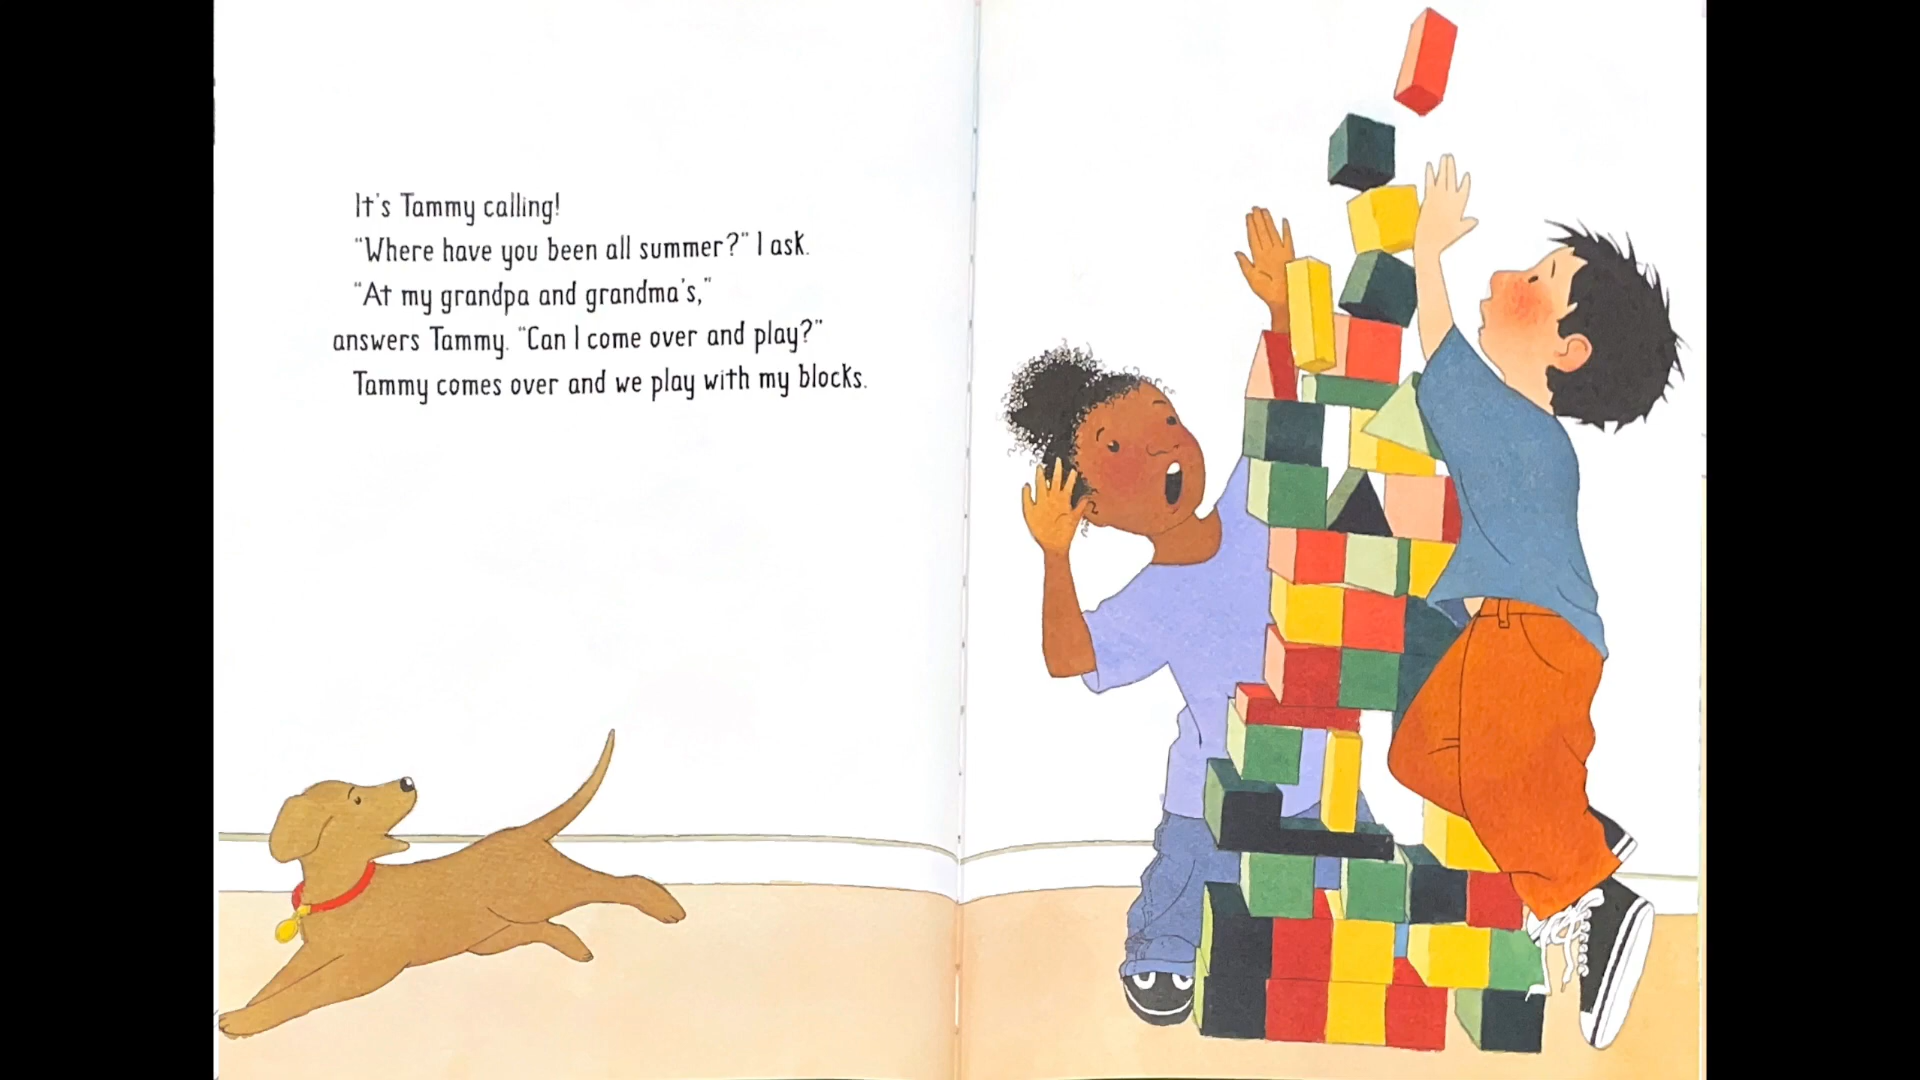 It's Tammy calling!
"Where have you been all summer?" I ask.
"At my grandpa and grandma's,"
answers Tammy. "Can I come over and play?"
Tammy comes over and we play with my blocks.